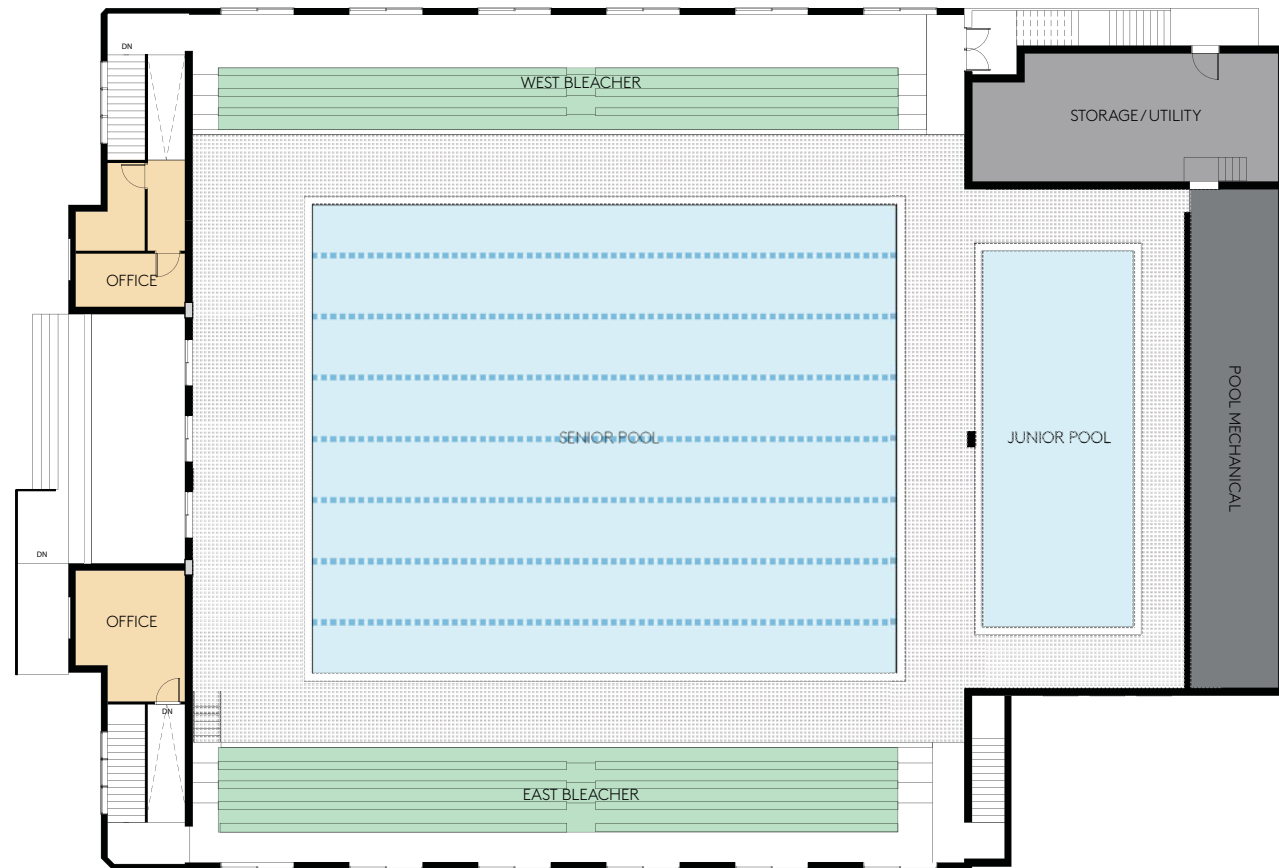 DN
WEST BLEACHER
STORAGE/UTILITY
OFFICE
SENIOR POOL
JUNIOR POOL
POOL MECHANICAL
DN
OFFICE
DN
EAST BLEACHER